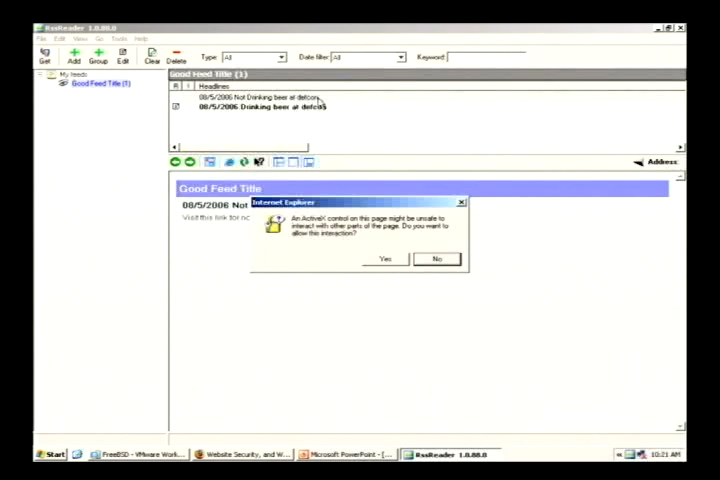 RssReader 1.0.88.0
File Edit View Go Tools Help
Get Add Group Edit Clear Delete Type: All Date filter: All Keyword:
My feeds
Good Feed Title (1)
Good Feed Title (1)
R ! Headlines
08/5/2006 Not Drinking beer at defcon
08/5/2006 Drinking beer at defcon
Address
Good Feed Title
08/5/2006 Not
Visit this link for
Internet Explorer
An ActiveX control on this page might be unsafe to
interact with other parts of the page. Do you want to
allow this interaction?
Yes No
Start FreeBSD - VMware Work... Website Security, and W... Microsoft PowerPoint - [... RssReader 1.0.88.0 10:21 AM